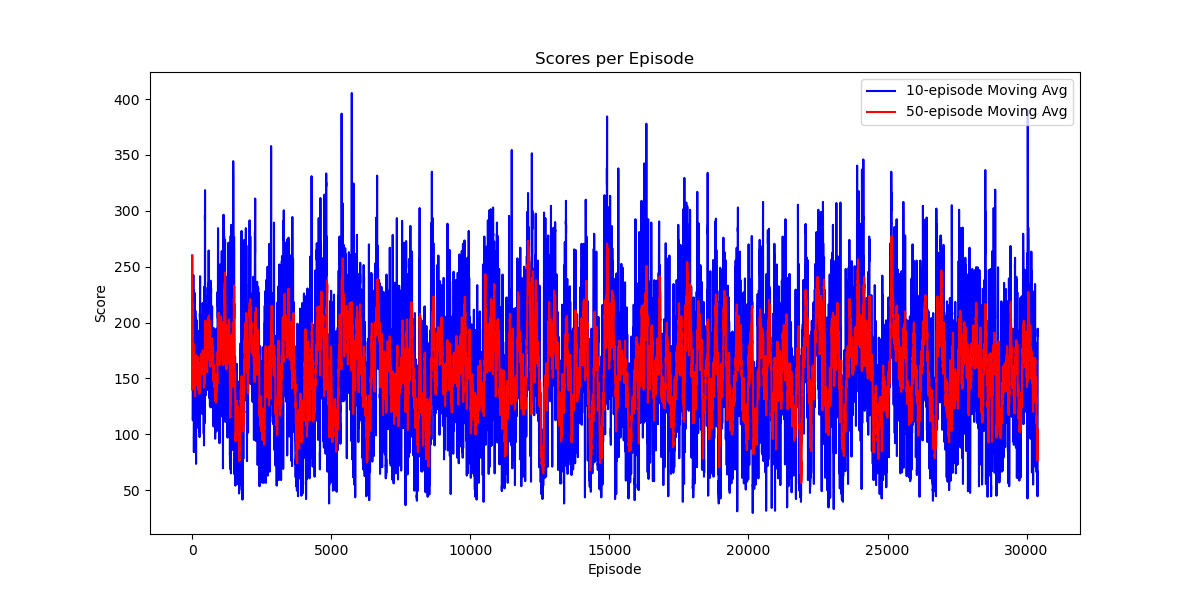 Scores per Episode
10-episode Moving Avg
50-episode Moving Avg
Score
400
350
300
250
200
150
100
50
0 5000 10000 15000 20000 25000 30000
Episode